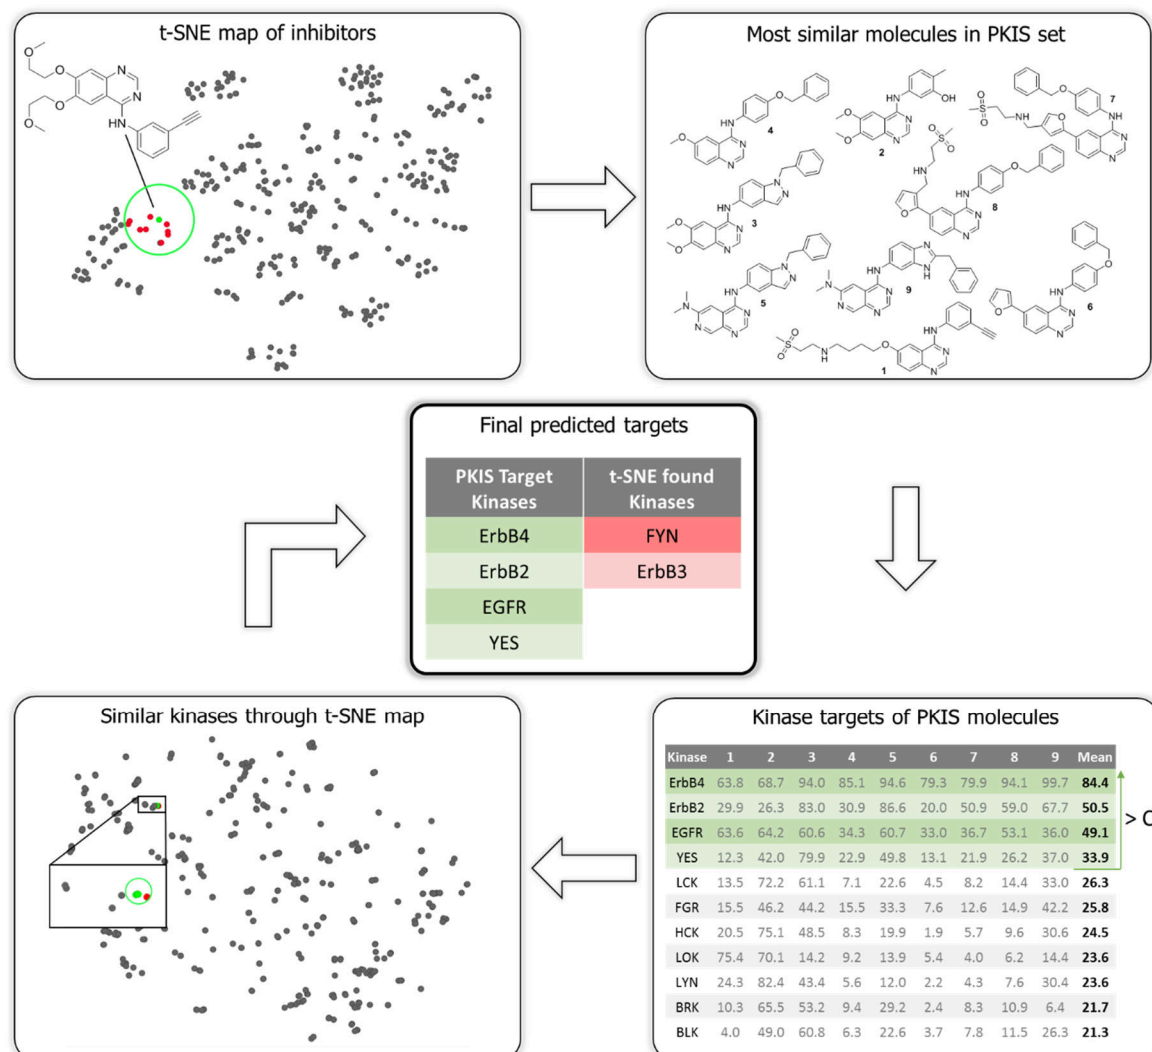 t-SNE map of inhibitors
O
O
N
O
N
O
HN
O
Most similar molecules in PKIS set
4
2
7
3
8
5
9
6
1
Final predicted targets
PKIS Target Kinases
t-SNE found Kinases
ErbB4 FYN
ErbB2 ErbB3
EGFR
YES
Similar kinases through t-SNE map
Kinase targets of PKIS molecules
Kinase 1 2 3 4 5 6 7 8 9 Mean
ErbB4 63.8 68.7 94.0 85.1 94.6 79.3 79.9 94.1 99.7 84.4
ErbB2 29.9 26.3 83.0 30.9 86.6 20.0 50.9 59.0 67.7 50.5
EGFR 63.6 64.2 60.6 34.3 60.7 33.0 36.7 53.1 36.0 49.1
YES 12.3 42.0 79.9 22.9 49.8 13.1 21.9 26.2 37.0 33.9
LCK 13.5 72.2 61.1 7.1 22.6 4.5 8.2 14.4 33.0 26.3
FGR 15.5 46.2 44.2 15.5 33.3 7.6 12.6 14.9 42.2 25.8
HCK 20.5 75.1 48.5 8.3 19.9 1.9 5.7 9.6 30.6 24.5
LOK 75.4 70.1 14.2 9.2 13.9 5.4 4.0 6.2 14.4 23.6
LYN 24.3 82.4 43.4 5.6 12.0 2.2 4.3 7.6 30.4 23.6
BRK 10.3 65.5 53.2 9.4 29.2 2.4 8.3 10.9 6.4 21.7
BLK 4.0 49.0 60.8 6.3 22.6 3.7 7.8 11.5 26.3 21.3